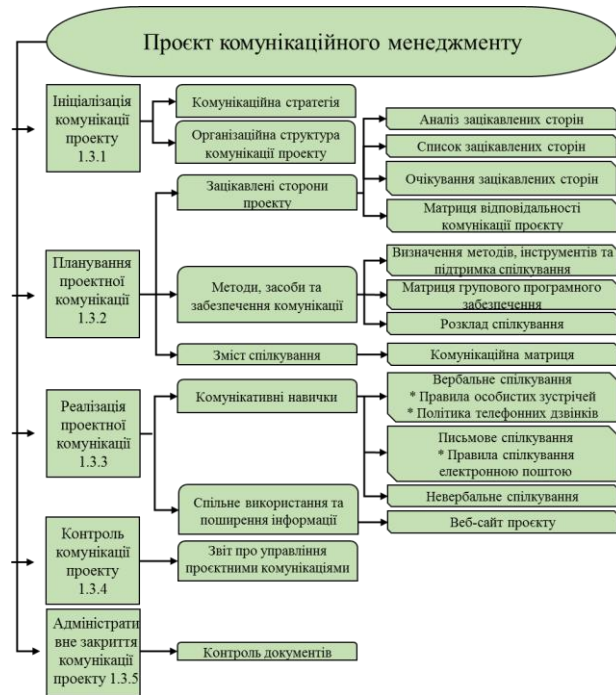 Проєкт комунікаційного менеджменту
Ініціалізація
комунікації
проекту
1.3.1
Комунікаційна стратегія
Організаційна структура
комунікації проекту
Планування
проектної
комунікації
1.3.2
Зацікавлені сторони
проекту
Аналіз зацікавлених сторін
Список зацікавлених сторін
Очікування зацікавлених сторін
Матриця відповідальності
комунікації проєкту
Методи, засоби та
забезпечення комунікації
Визначення методів, інструментів та
підтримка спілкування
Матриця групового програмного
забезпечення
Розклад спілкування
Зміст спілкування
Комунікаційна матриця
Реалізація
проектної
комунікації
1.3.3
Комунікативні навички
Вербальне спілкування
* Правила особистих зустрічей
* Політика телефонних дзвінків
Письмове спілкування
* Правила спілкування
електронною поштою
Невербальне спілкування
Спільне використання та
поширення інформації
Веб-сайт проєкту
Контроль
комунікації
проекту
1.3.4
Звіт про управління
проєктними комунікаціями
Адміністрати
вне закриття
комунікації
проекту 1.3.5
Контроль документів